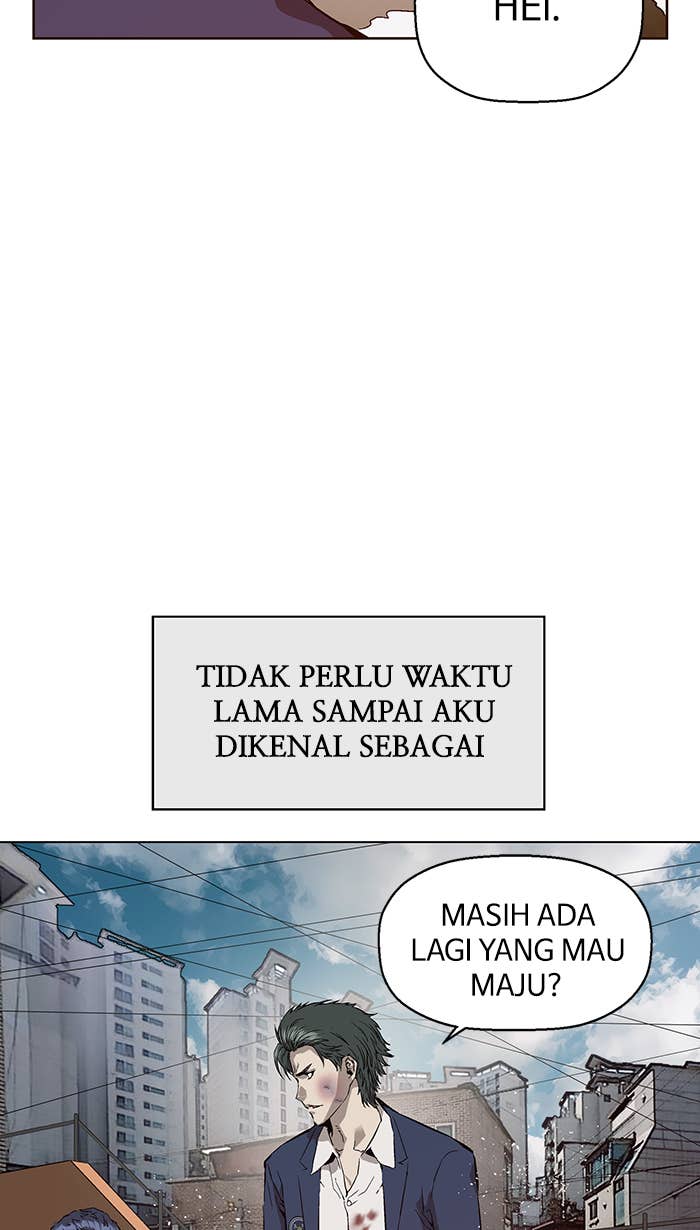 HEI.
TIDAK PERLU WAKTU
LAMA SAMPAI AKU
DIKENAL SEBAGAI
MASIH ADA
LAGI YANG MAU
MAJU?